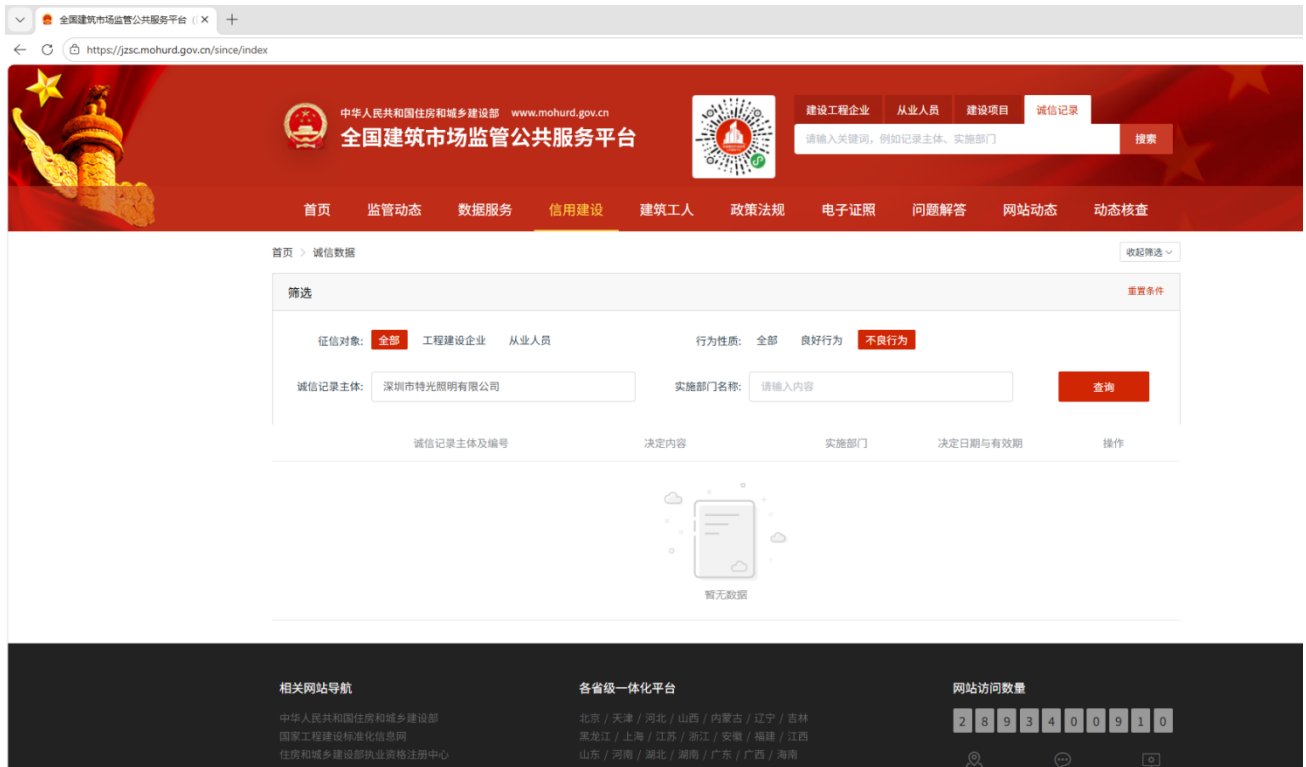 全国建筑市场监管公共服务平台 (
https://jzsc.mohurd.gov.cn/since/index
中华人民共和国住房和城乡建设部 www.mohurd.gov.cn
全国建筑市场监管公共服务平台
建设工程企业 从业人员 建设项目 诚信记录
请输入关键词，例如记录主体、实施部门 搜索
首页 监管动态 数据服务 信用建设 建筑工人 政策法规 电子证照 问题解答 网站动态 动态核查
首页 > 诚信数据 收起筛选
筛选 重置条件
征信对象: 全部 工程建设企业 从业人员 行为性质: 全部 良好行为 不良行为
诚信记录主体: 深圳市特光照明有限公司 实施部门名称: 请输入内容 查询
诚信记录主体及编号 决定内容 实施部门 决定日期与有效期 操作
暂无数据
相关网站导航 各省级一体化平台 网站访问数量
中华人民共和国住房和城乡建设部 北京 / 天津 / 河北 / 山西 / 内蒙古 / 辽宁 / 吉林 2 8 9 3 4 0 0 9 1 0
国家工程建设标准化信息网 黑龙江 / 上海 / 江苏 / 浙江 / 安徽 / 福建 / 江西
住房和城乡建设部执业资格注册中心 山东 / 河南 / 湖北 / 湖南 / 广东 / 广西 / 海南